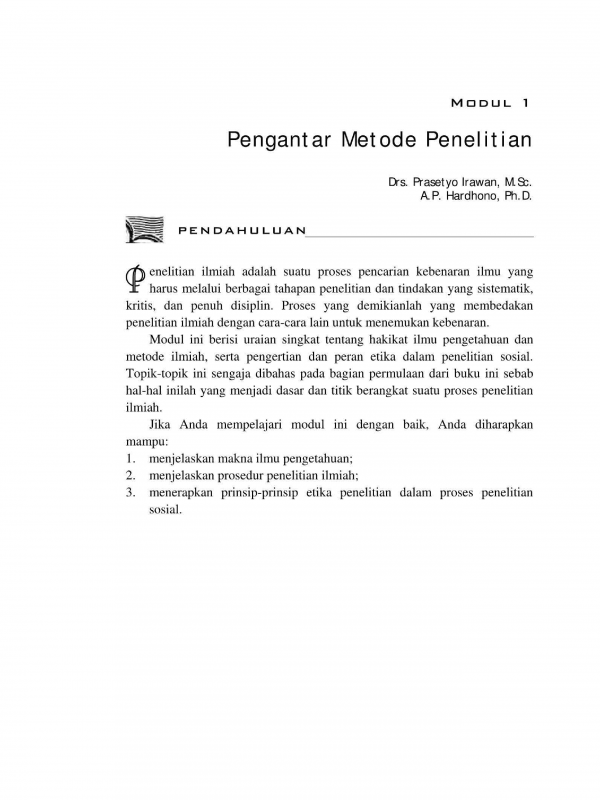 MODUL 1
Pengantar Metode Penelitian
Drs. Prasetyo Irawan, M.Sc.
A.P. Hardhono, Ph.D.
PENDAHULUAN
Penelitian ilmiah adalah suatu proses pencarian kebenaran ilmu yang
harus melalui berbagai tahapan penelitian dan tindakan yang sistematik,
kritis, dan penuh disiplin. Proses yang demikianlah yang membedakan
penelitian ilmiah dengan cara-cara lain untuk menemukan kebenaran.
Modul ini berisi uraian singkat tentang hakikat ilmu pengetahuan dan
metode ilmiah, serta pengertian dan peran etika dalam penelitian sosial.
Topik-topik ini sengaja dibahas pada bagian permulaan dari buku ini sebab
hal-hal inilah yang menjadi dasar dan titik berangkat suatu proses penelitian
ilmiah.
Jika Anda mempelajari modul ini dengan baik, Anda diharapkan
mampu:
1. menjelaskan makna ilmu pengetahuan;
2. menjelaskan prosedur penelitian ilmiah;
3. menerapkan prinsip-prinsip etika penelitian dalam proses penelitian
sosial.